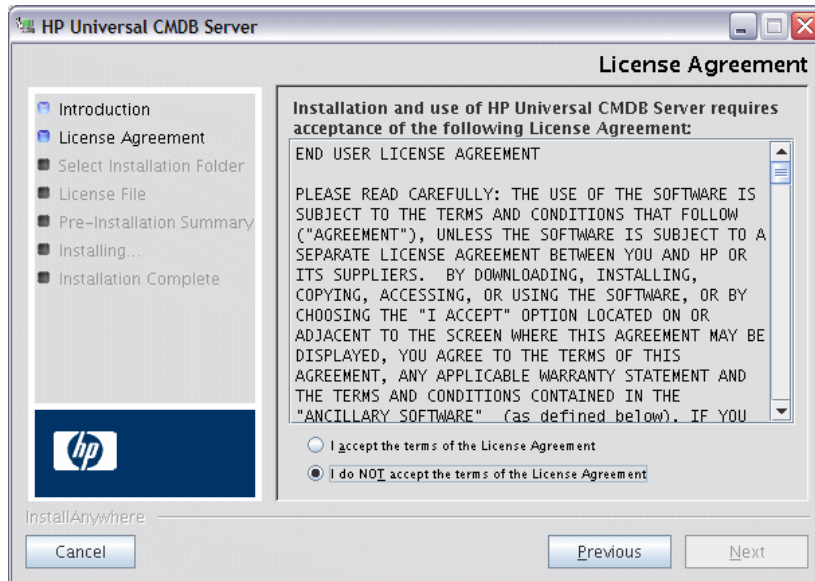 HP Universal CMDB Server
License Agreement
Introduction
License Agreement
Select Installation Folder
License File
Pre-Installation Summary
Installing...
Installation Complete
hp
Installation and use of HP Universal CMDB Server requires
acceptance of the following License Agreement:
END USER LICENSE AGREEMENT
PLEASE READ CAREFULLY: THE USE OF THE SOFTWARE IS
SUBJECT TO THE TERMS AND CONDITIONS THAT FOLLOW
("AGREEMENT"), UNLESS THE SOFTWARE IS SUBJECT TO A
SEPARATE LICENSE AGREEMENT BETWEEN YOU AND HP OR
ITS SUPPLIERS.  BY DOWNLOADING, INSTALLING,
COPYING, ACCESSING, OR USING THE SOFTWARE, OR BY
CHOOSING THE "I ACCEPT" OPTION LOCATED ON OR
ADJACENT TO THE SCREEN WHERE THIS AGREEMENT MAY BE
DISPLAYED, YOU AGREE TO THE TERMS OF THIS
AGREEMENT, ANY APPLICABLE WARRANTY STATEMENT AND
THE TERMS AND CONDITIONS CONTAINED IN THE
"ANCILLARY SOFTWARE"  (as defined below). IF YOU
I accept the terms of the License Agreement
I do NOT accept the terms of the License Agreement
InstallAnywhere
Cancel
Previous
Next